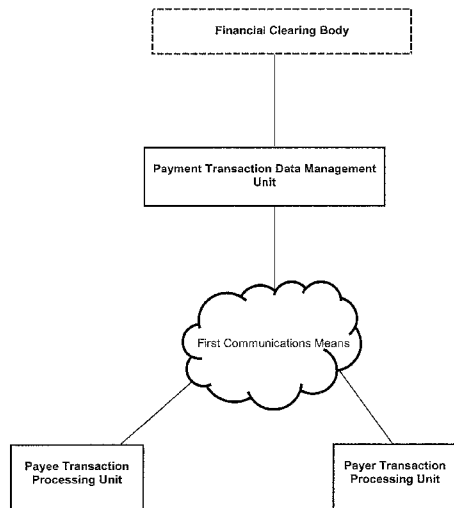 Financial Clearing Body
Payment Transaction Data Management
Unit
First Communications Means
Payee Transaction
Processing Unit
Payer Transaction
Processing Unit